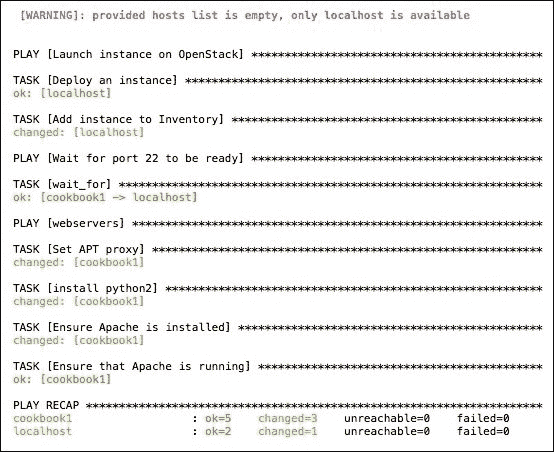 [WARNING]: provided hosts list is empty, only localhost is available
PLAY [Launch instance on OpenStack] *********************************************
TASK [Deploy an instance] *******************************************************
ok: [localhost]
TASK [Add instance to Inventory] ************************************************
changed: [localhost]
PLAY [Wait for port 22 to be ready] *********************************************
TASK [wait_for] *****************************************************************
ok: [cookbook1 -> localhost]
PLAY [webservers] ***************************************************************
TASK [Set APT proxy] ************************************************************
changed: [cookbook1]
TASK [install python2] **********************************************************
changed: [cookbook1]
TASK [Ensure Apache is installed] ***********************************************
changed: [cookbook1]
TASK [Ensure that Apache is running] ********************************************
ok: [cookbook1]
PLAY RECAP **********************************************************************
cookbook1 : ok=5 changed=3 unreachable=0 failed=0
localhost : ok=2 changed=1 unreachable=0 failed=0